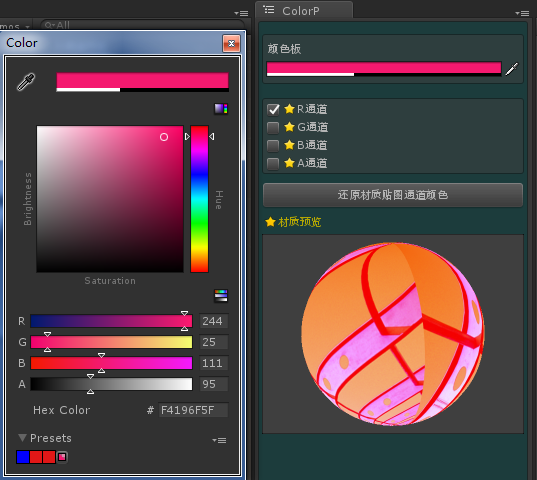 mos
All
Color
Brightness
Hue
Saturation
R 244
G 25
B 111
A 95
Hex Color # F4196F5F
Presets
ColorP
颜色板
R通道
G通道
B通道
A通道
还原材质贴图通道颜色
材质预览